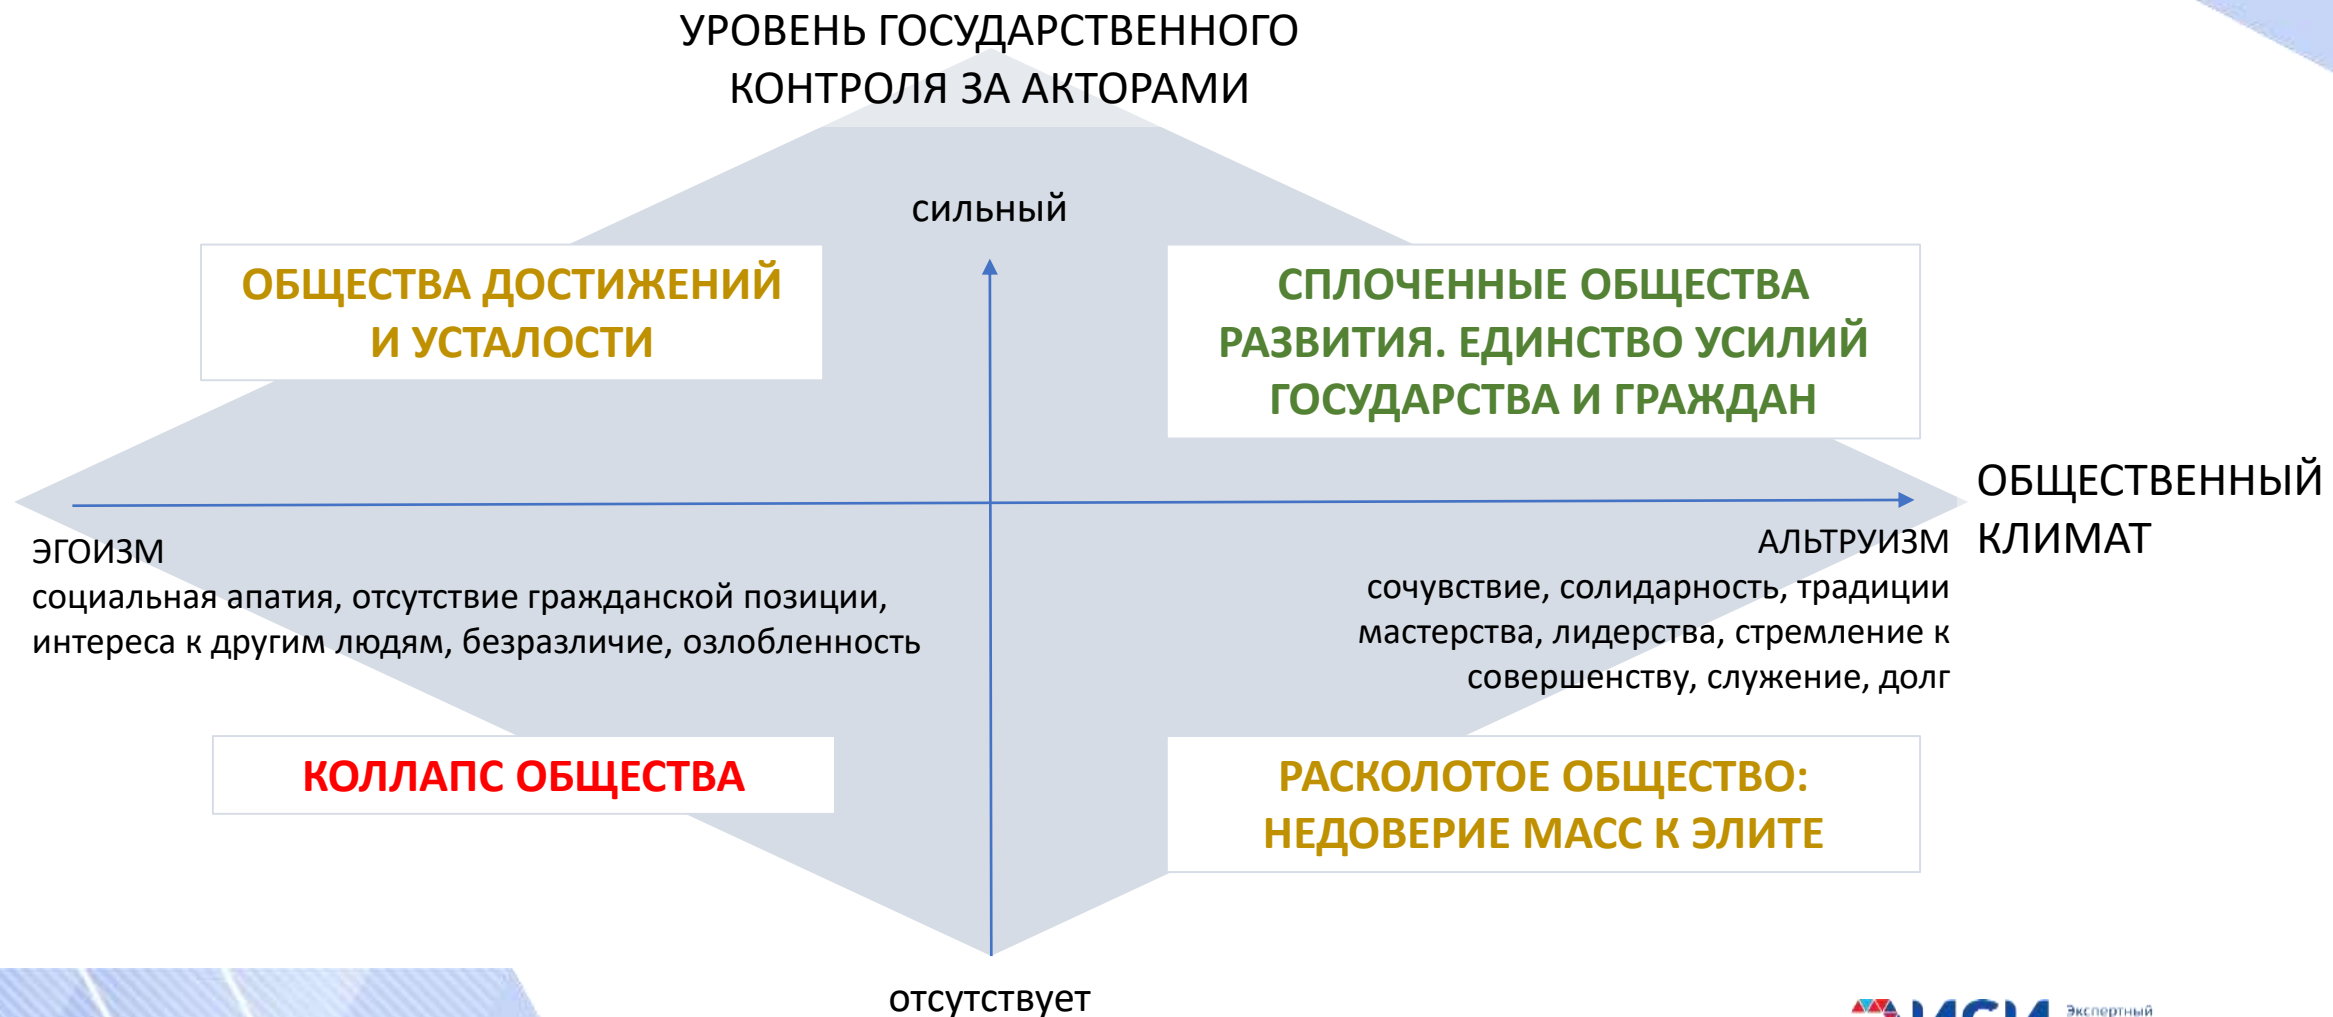 УРОВЕНЬ ГОСУДАРСТВЕННОГО
КОНТРОЛЯ ЗА АКТОРАМИ
сильный
ОБЩЕСТВА ДОСТИЖЕНИЙ
И УСТАЛОСТИ
СПЛОЧЕННЫЕ ОБЩЕСТВА
РАЗВИТИЯ. ЕДИНСТВО УСИЛИЙ
ГОСУДАРСТВА И ГРАЖДАН
ОБЩЕСТВЕННЫЙ
КЛИМАТ
ЭГОИЗМ
социальная апатия, отсутствие гражданской позиции,
интереса к другим людям, безразличие, озлобленность
АЛЬТРУИЗМ
сочувствие, солидарность, традиции
мастерства, лидерства, стремление к
совершенству, служение, долг
КОЛЛАПС ОБЩЕСТВА
РАСКОЛОТОЕ ОБЩЕСТВО:
НЕДОВЕРИЕ МАСС К ЭЛИТЕ
отсутствует
Экспертный